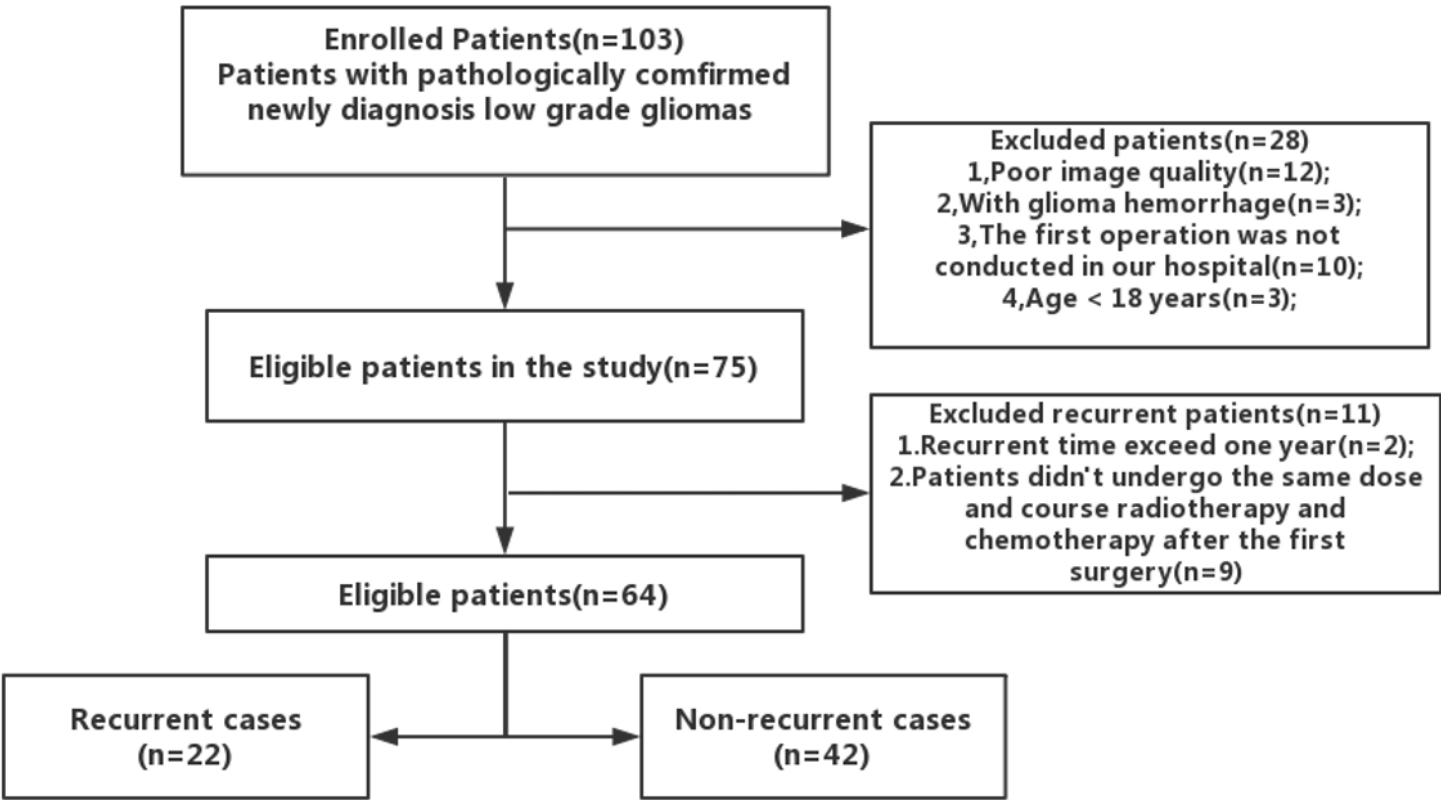 Enrolled Patients(n=103)
Patients with pathologically comfirmed
newly diagnosis low grade gliomas
Excluded patients(n=28)
1,Poor image quality(n=12);
2,With glioma hemorrhage(n=3);
3,The first operation was not
conducted in our hospital(n=10);
4,Age < 18 years(n=3);
Eligible patients in the study(n=75)
Excluded recurrent patients(n=11)
1.Recurrent time exceed one year(n=2);
2.Patients didn't undergo the same dose
and course radiotherapy and
chemotherapy after the first
surgery(n=9)
Eligible patients(n=64)
Recurrent cases
(n=22)
Non-recurrent cases
(n=42)